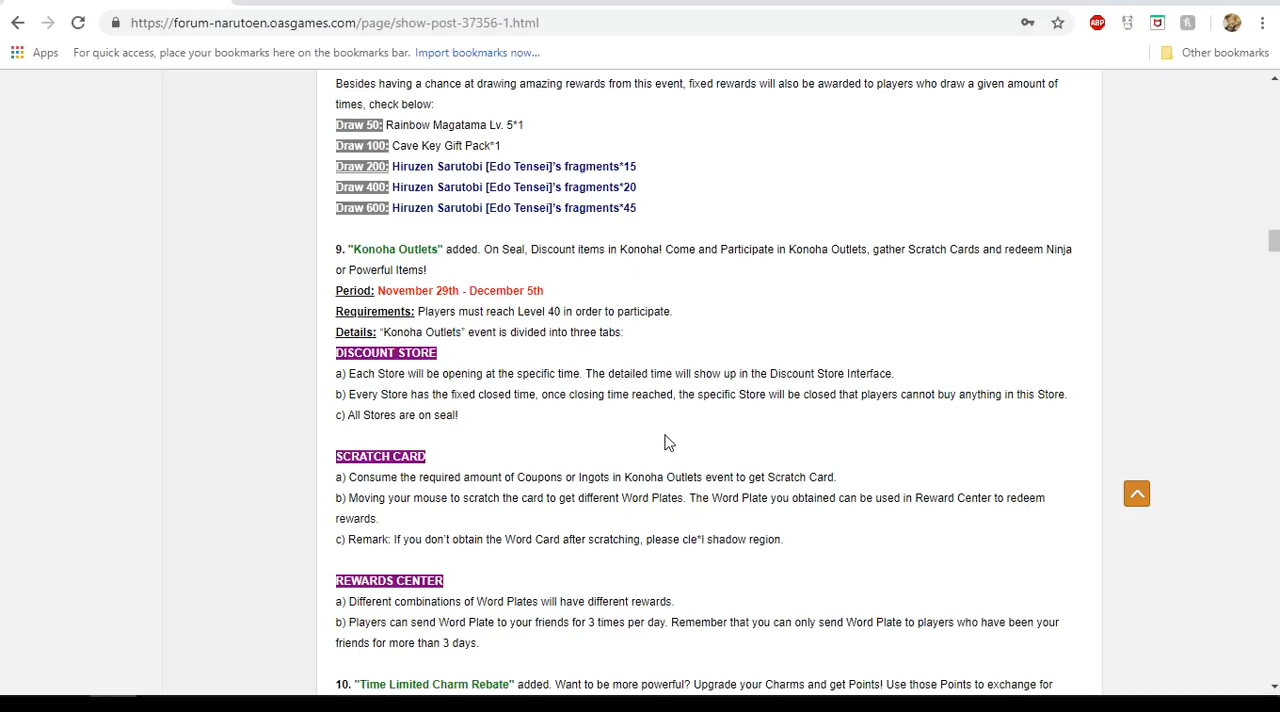 https://forum-narutoen.oasgames.com/page/show-post-37356-1.html
ABP
Apps For quick access, place your bookmarks here on the bookmarks bar. Import bookmarks now... Other bookmarks
Besides having a chance at drawing amazing rewards from this event, fixed rewards will also be awarded to players who draw a given amount of
times, check below:
Draw 50: Rainbow Magatama Lv. 5*1
Draw 100: Cave Key Gift Pack*1
Draw 200: Hiruzen Sarutobi [Edo Tensei]'s fragments*15
Draw 400: Hiruzen Sarutobi [Edo Tensei]'s fragments*20
Draw 600: Hiruzen Sarutobi [Edo Tensei]'s fragments*45
9. "Konoha Outlets" added. On Seal, Discount items in Konoha! Come and Participate in Konoha Outlets, gather Scratch Cards and redeem Ninja
or Powerful Items!
Period: November 29th - December 5th
Requirements: Players must reach Level 40 in order to participate.
Details: “Konoha Outlets” event is divided into three tabs:
DISCOUNT STORE
a) Each Store will be opening at the specific time. The detailed time will show up in the Discount Store Interface.
b) Every Store has the fixed closed time, once closing time reached, the specific Store will be closed that players cannot buy anything in this Store.
c) All Stores are on seal!
SCRATCH CARD
a) Consume the required amount of Coupons or Ingots in Konoha Outlets event to get Scratch Card.
b) Moving your mouse to scratch the card to get different Word Plates. The Word Plate you obtained can be used in Reward Center to redeem
rewards.
c) Remark: If you don’t obtain the Word Card after scratching, please cle*l shadow region.
REWARDS CENTER
a) Different combinations of Word Plates will have different rewards.
b) Players can send Word Plate to your friends for 3 times per day. Remember that you can only send Word Plate to players who have been your
friends for more than 3 days.
10. "Time Limited Charm Rebate" added. Want to be more powerful? Upgrade your Charms and get Points! Use those Points to exchange for